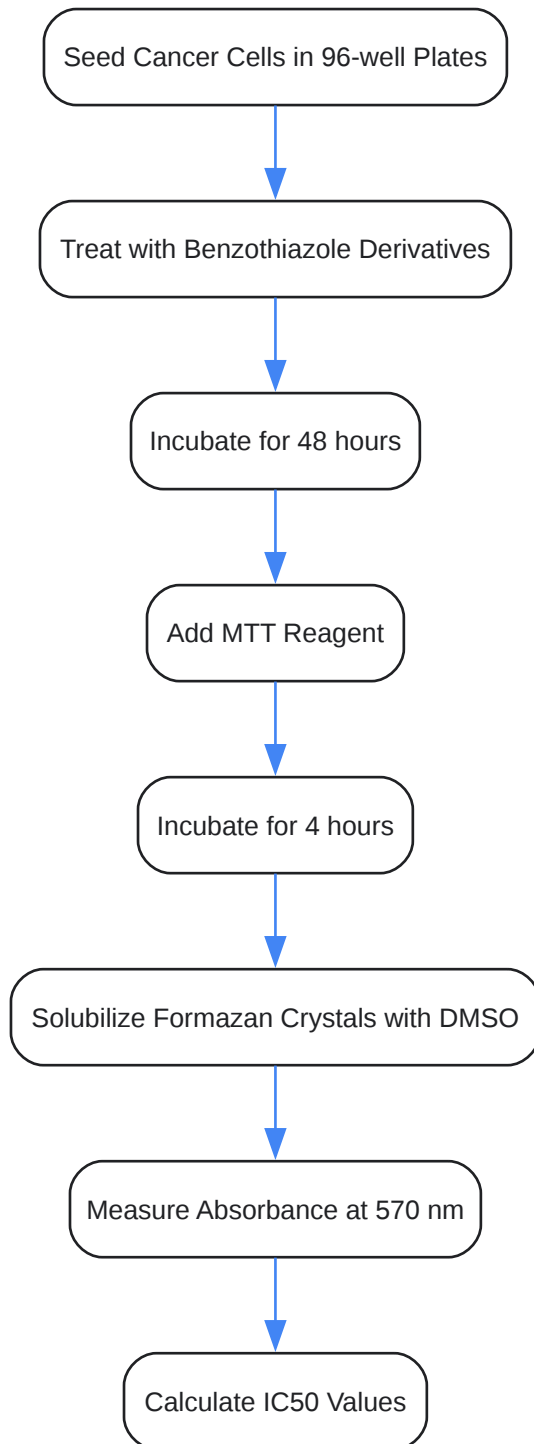 Seed Cancer Cells in 96-well Plates
Treat with Benzothiazole Derivatives
Incubate for 48 hours
Add MTT Reagent
Incubate for 4 hours
Solubilize Formazan Crystals with DMSO
Measure Absorbance at 570 nm
Calculate IC50 Values